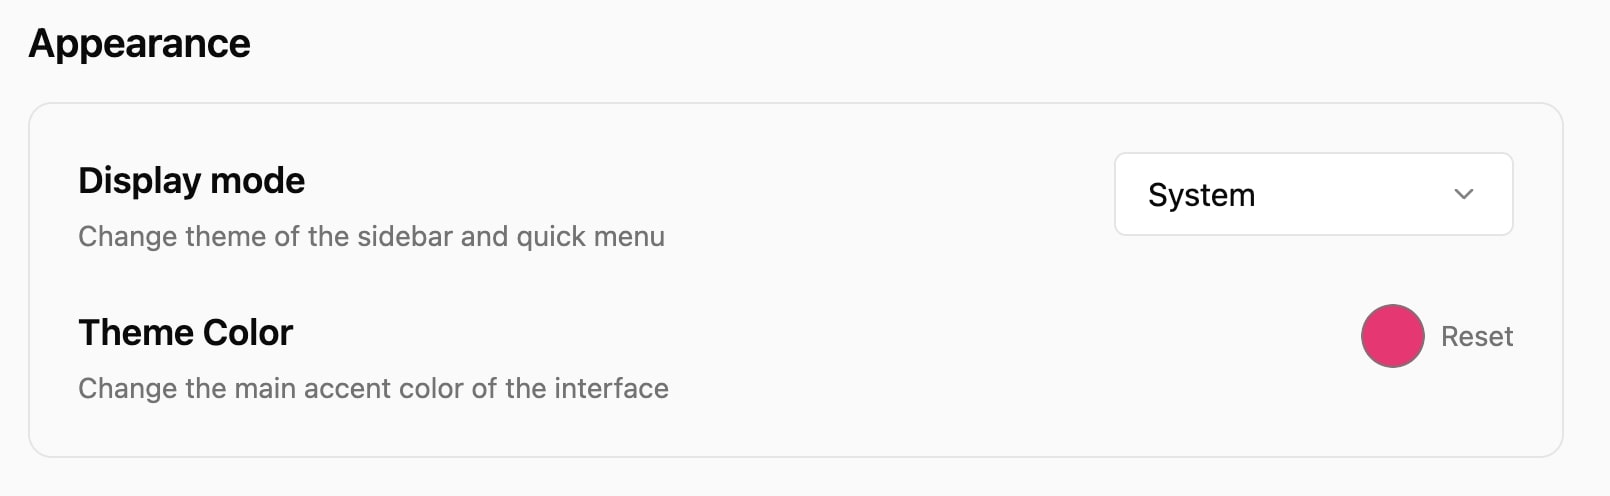 Appearance
Display mode
System
Change theme of the sidebar and quick menu
Theme Color
Reset
Change the main accent color of the interface